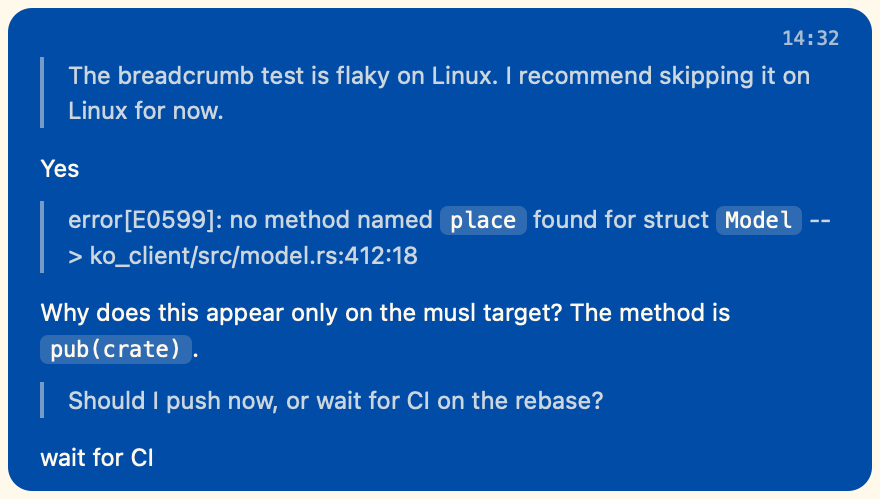 14:32
The breadcrumb test is flaky on Linux. I recommend skipping it on
Linux for now.
Yes
error[E0599]: no method named place found for struct Model --
> ko_client/src/model.rs:412:18
Why does this appear only on the musl target? The method is
pub(crate).
Should I push now, or wait for CI on the rebase?
wait for CI